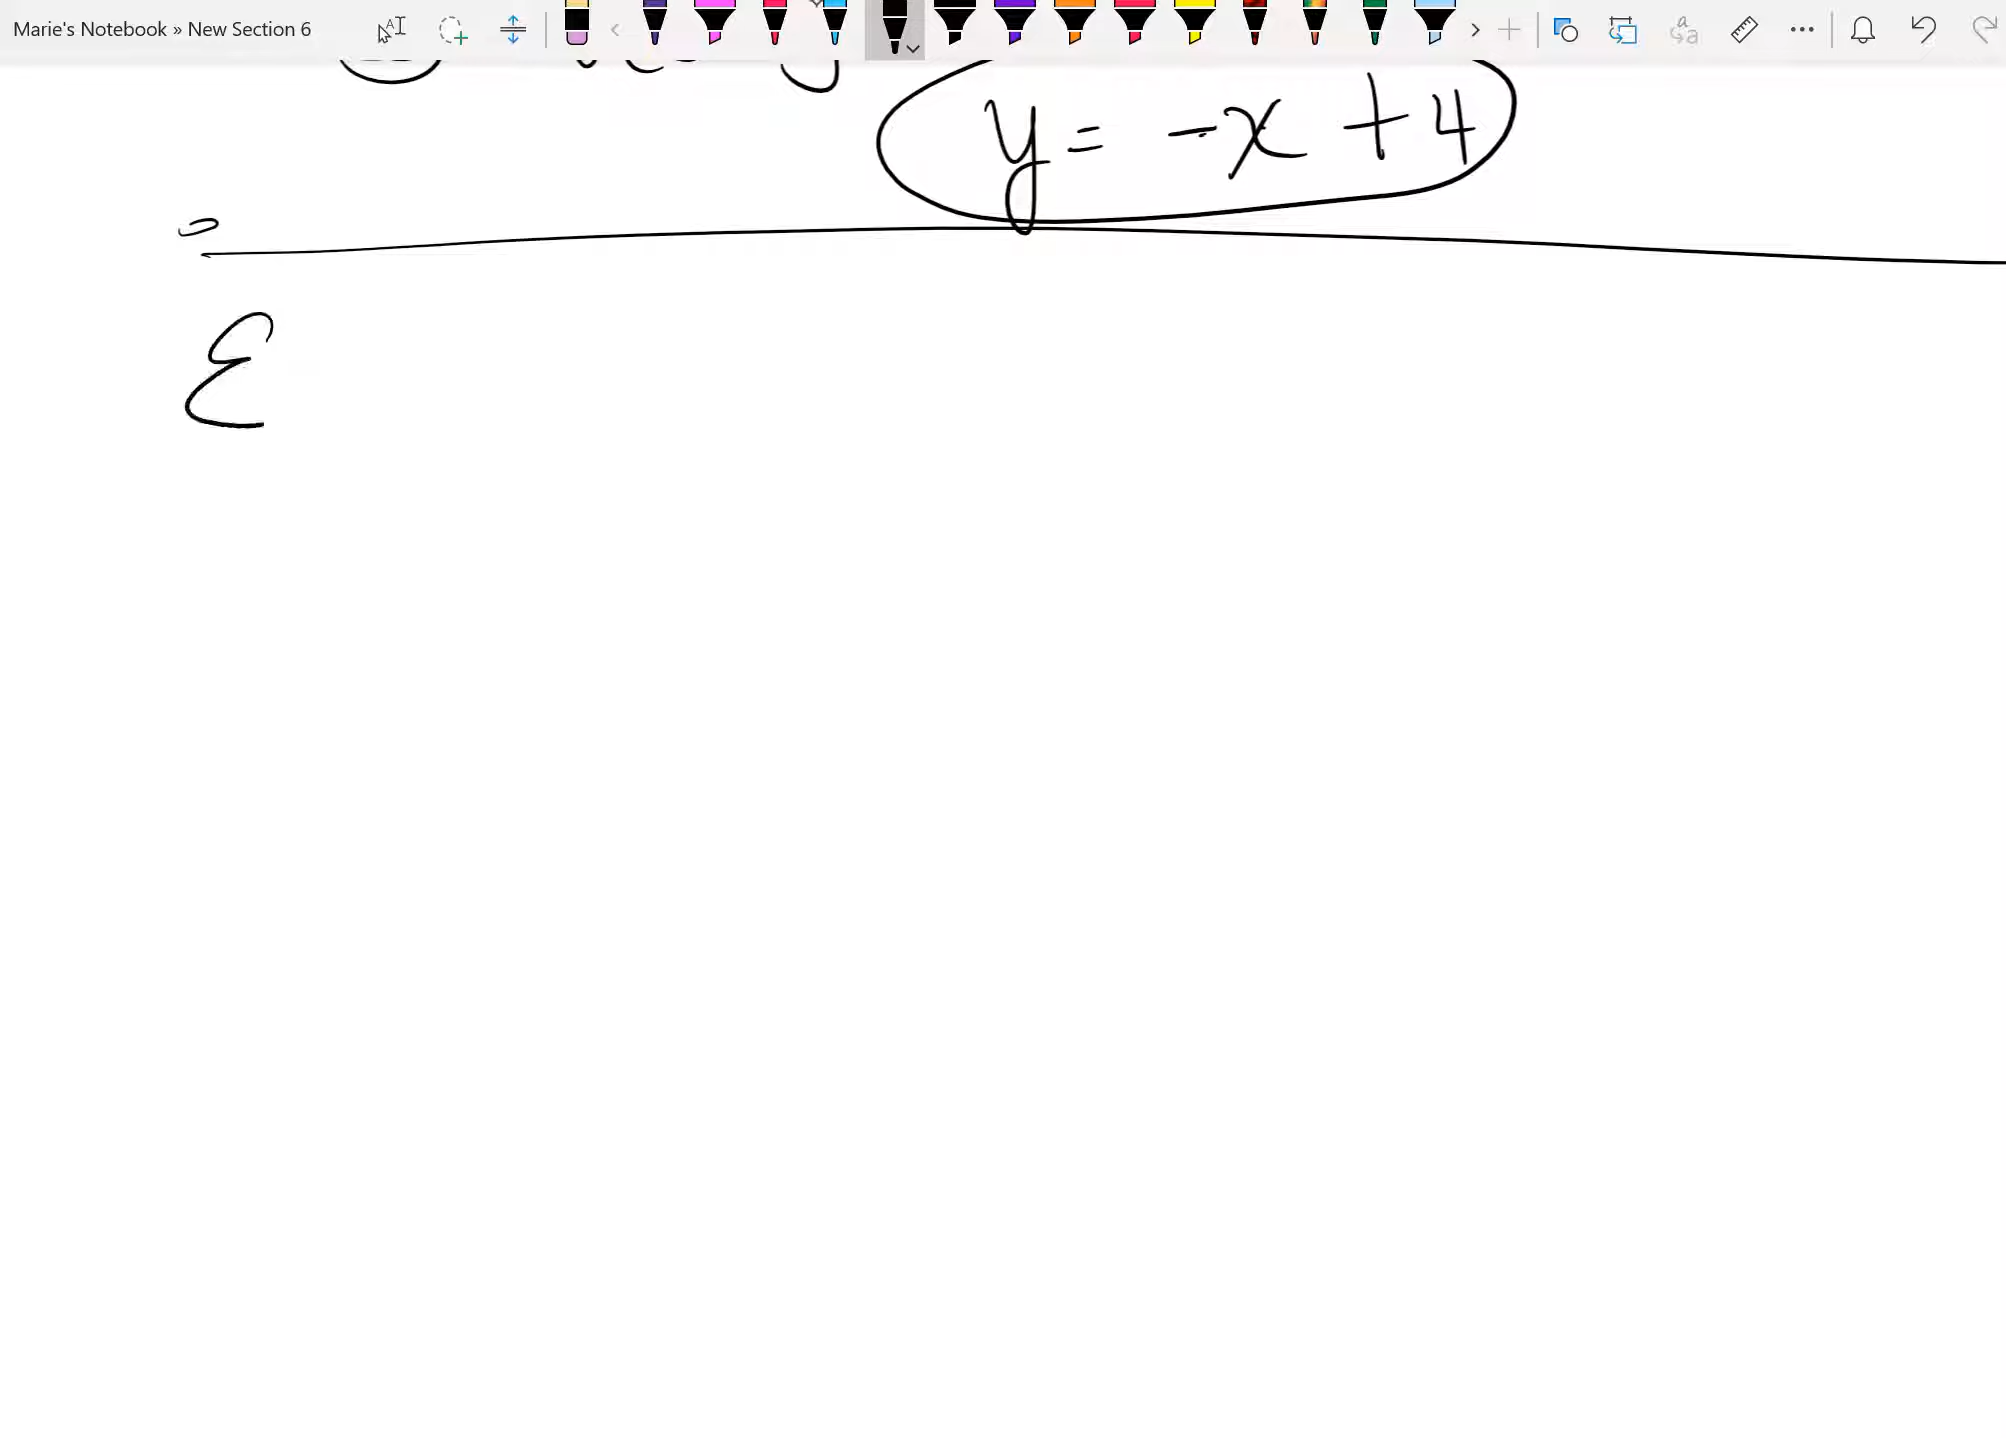 Marie's Notebook » New Section 6
y = -x + 4
E